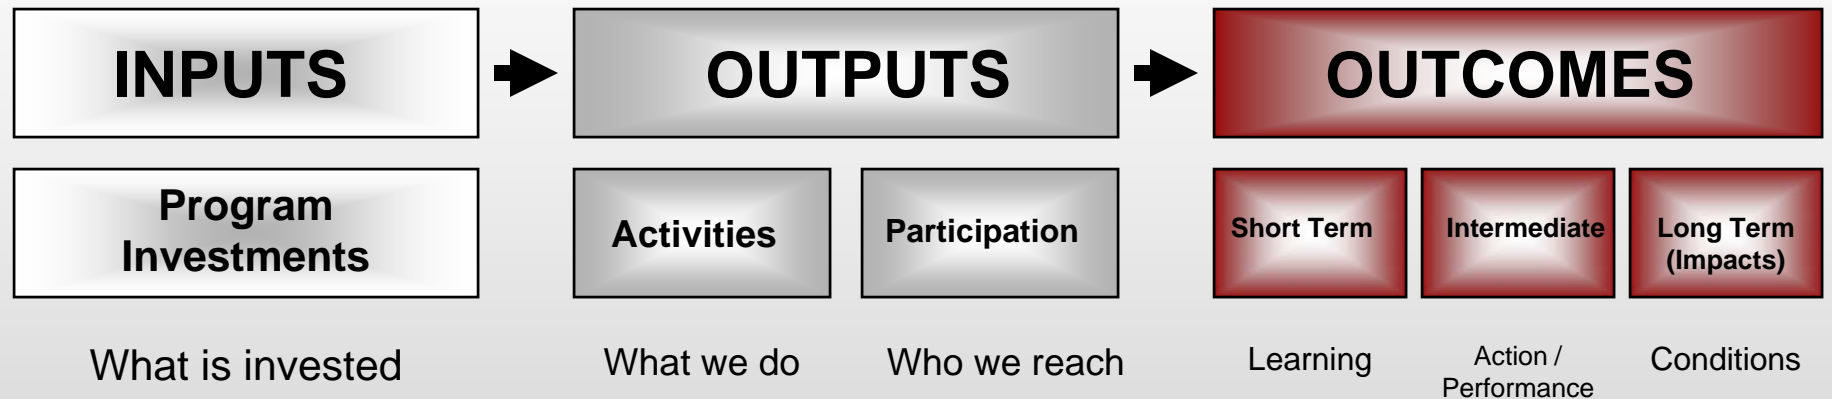 INPUTS
OUTPUTS
OUTCOMES
Program
Investments
Activities
Participation
Short Term
Intermediate
Long Term
(Impacts)
What is invested
What we do
Who we reach
Learning
Action /
Performance
Conditions